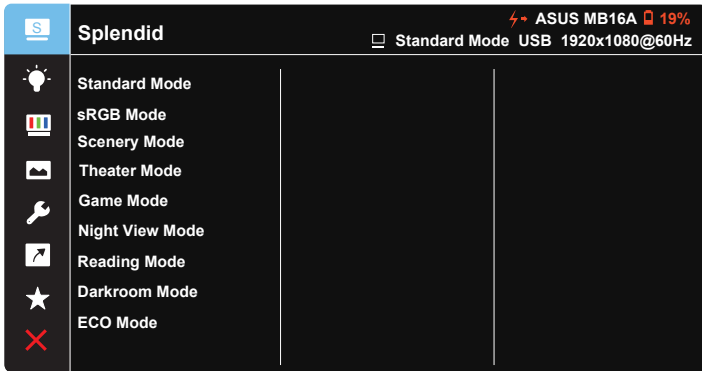 S
Splendid
ASUS MB16A 19%
Standard Mode USB 1920x1080@60Hz
Standard Mode
sRGB Mode
Scenery Mode
Theater Mode
Game Mode
Night View Mode
Reading Mode
Darkroom Mode
ECO Mode